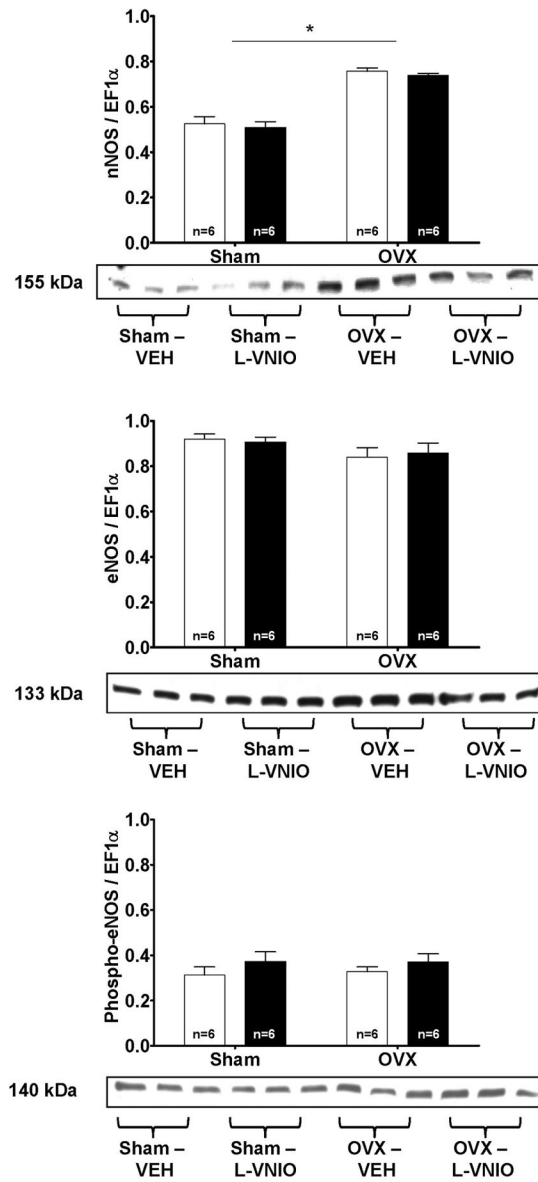 *
nNOS / EF1α
1.0
0.8
0.6
0.4
0.2
0.0
n=6 n=6 n=6 n=6
Sham OVX
155 kDa
Sham – Sham – OVX – OVX –
VEH L-VNIO VEH L-VNIO
eNOS / EF1α
1.0
0.8
0.6
0.4
0.2
0.0
n=6 n=6 n=6 n=6
Sham OVX
133 kDa
Sham – Sham – OVX – OVX –
VEH L-VNIO VEH L-VNIO
Phospho-eNOS / EF1α
1.0
0.8
0.6
0.4
0.2
0.0
n=6 n=6 n=6 n=6
Sham OVX
140 kDa
Sham – Sham – OVX – OVX –
VEH L-VNIO VEH L-VNIO